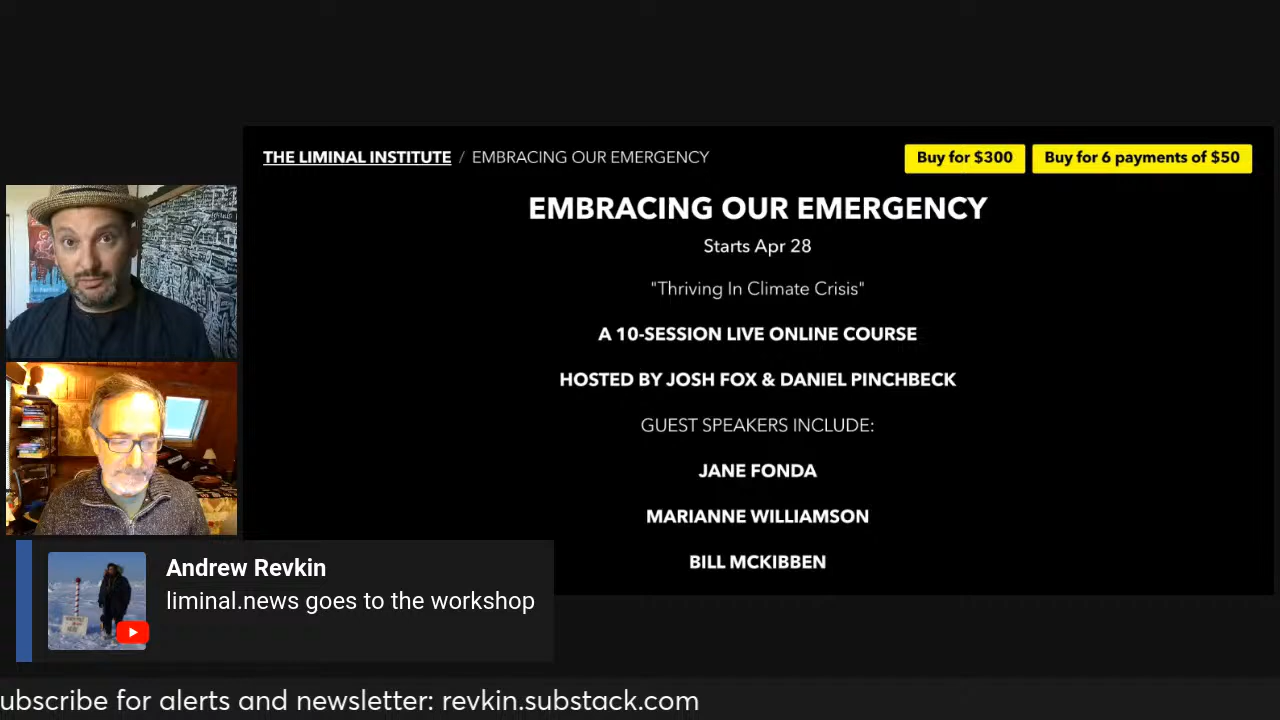 THE LIMINAL INSTITUTE / EMBRACING OUR EMERGENCY
Buy for $300
Buy for 6 payments of $50
EMBRACING OUR EMERGENCY
Starts Apr 28
"Thriving In Climate Crisis"
A 10-SESSION LIVE ONLINE COURSE
HOSTED BY JOSH FOX & DANIEL PINCHBECK
GUEST SPEAKERS INCLUDE:
JANE FONDA
MARIANNE WILLIAMSON
BILL MCKIBBEN
Andrew Revkin
liminal.news goes to the workshop
ubscribe for alerts and newsletter: revkin.substack.com